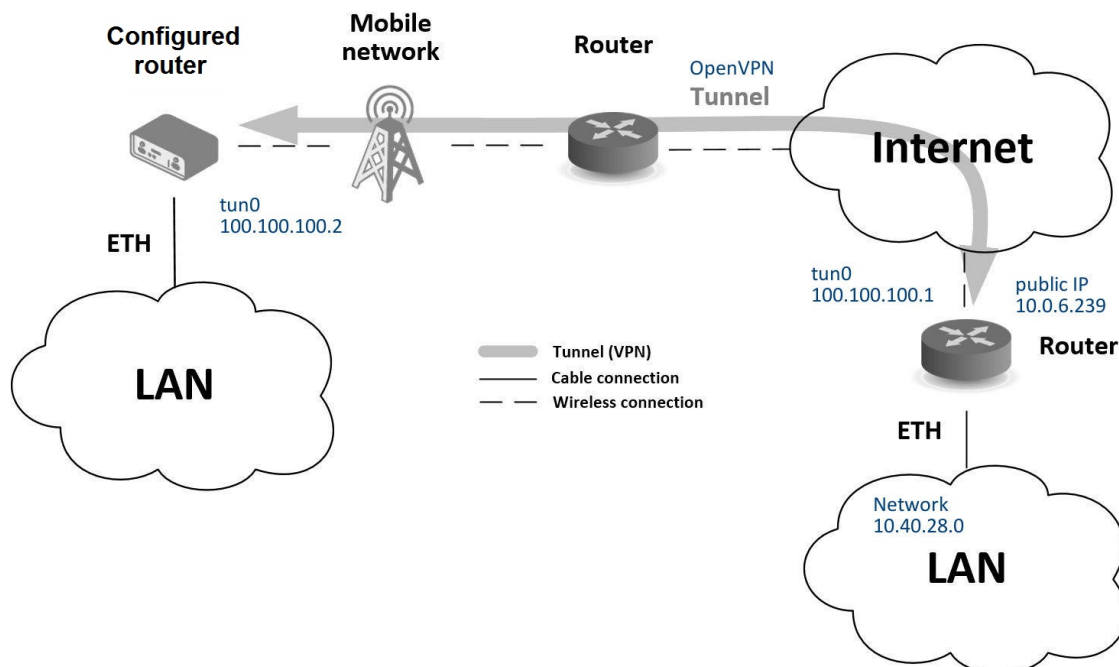 Configured
router
Mobile
network
Router
OpenVPN
Tunnel
Internet
tun0
100.100.100.2
ETH
LAN
tun0
100.100.100.1
public IP
10.0.6.239
Router
Tunnel (VPN)
Cable connection
Wireless connection
ETH
Network
10.40.28.0
LAN